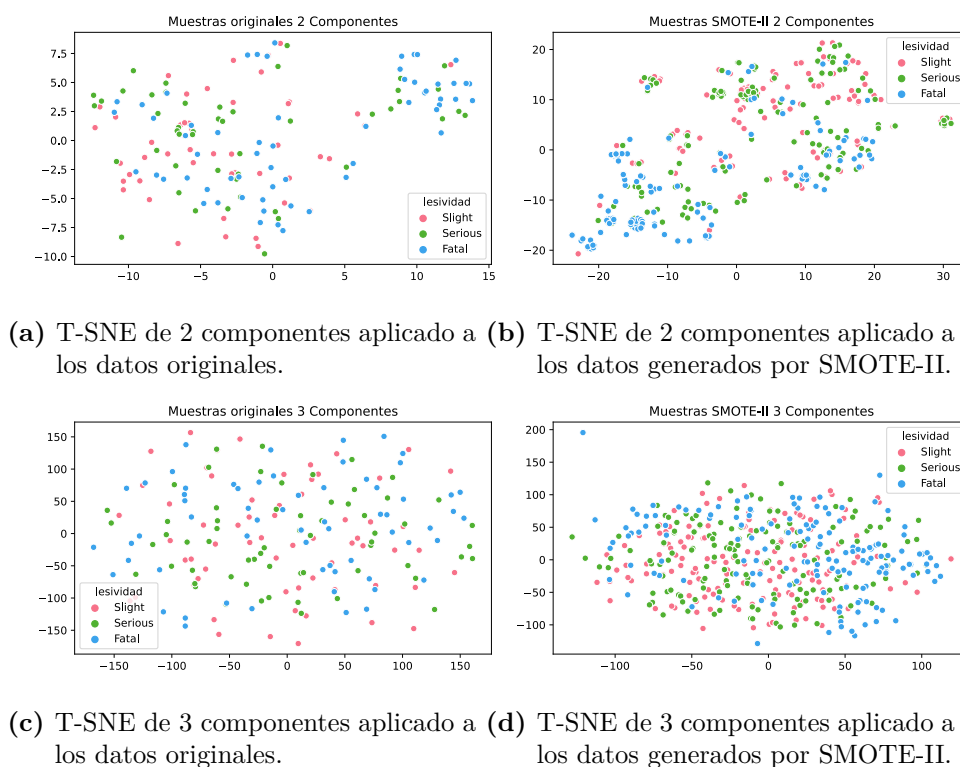 Muestras originales 2 Componentes
7.5
5.0
2.5
0.0
−2.5
−5.0
−7.5
−10.0
−10
−5
0
5
10
15
lesividad
Slight
Serious
Fatal
Muestras SMOTE-II 2 Componentes
20
10
0
−10
−20
−20
−10
0
10
20
30
lesividad
Slight
Serious
Fatal
(a) T-SNE de 2 componentes aplicado a
los datos originales.
(b) T-SNE de 2 componentes aplicado a
los datos generados por SMOTE-II.
Muestras originales 3 Componentes
150
100
50
0
−50
−100
−150
−150
−100
−50
0
50
100
150
lesividad
Slight
Serious
Fatal
Muestras SMOTE-II 3 Componentes
200
150
100
50
0
−50
−100
−100
−50
0
50
100
lesividad
Slight
Serious
Fatal
(c) T-SNE de 3 componentes aplicado a
los datos originales.
(d) T-SNE de 3 componentes aplicado a
los datos generados por SMOTE-II.